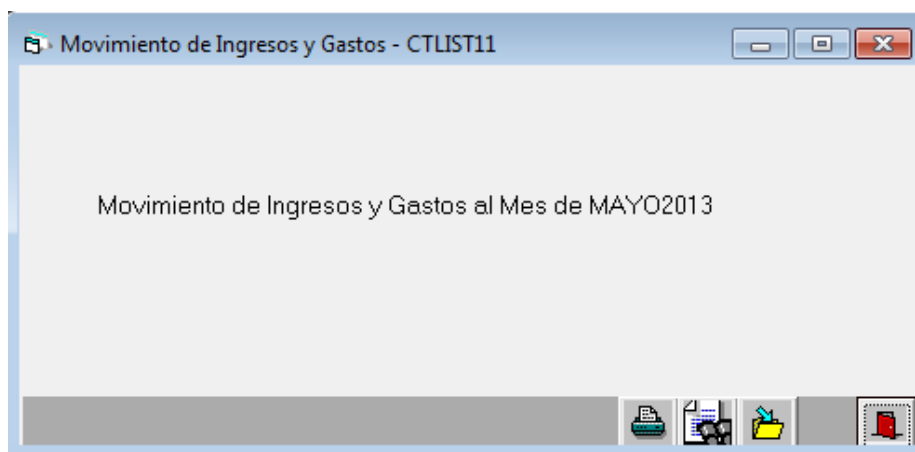 Movimiento de Ingresos y Gastos - CTLIST11
Movimiento de Ingresos y Gastos al Mes de MAYO2013